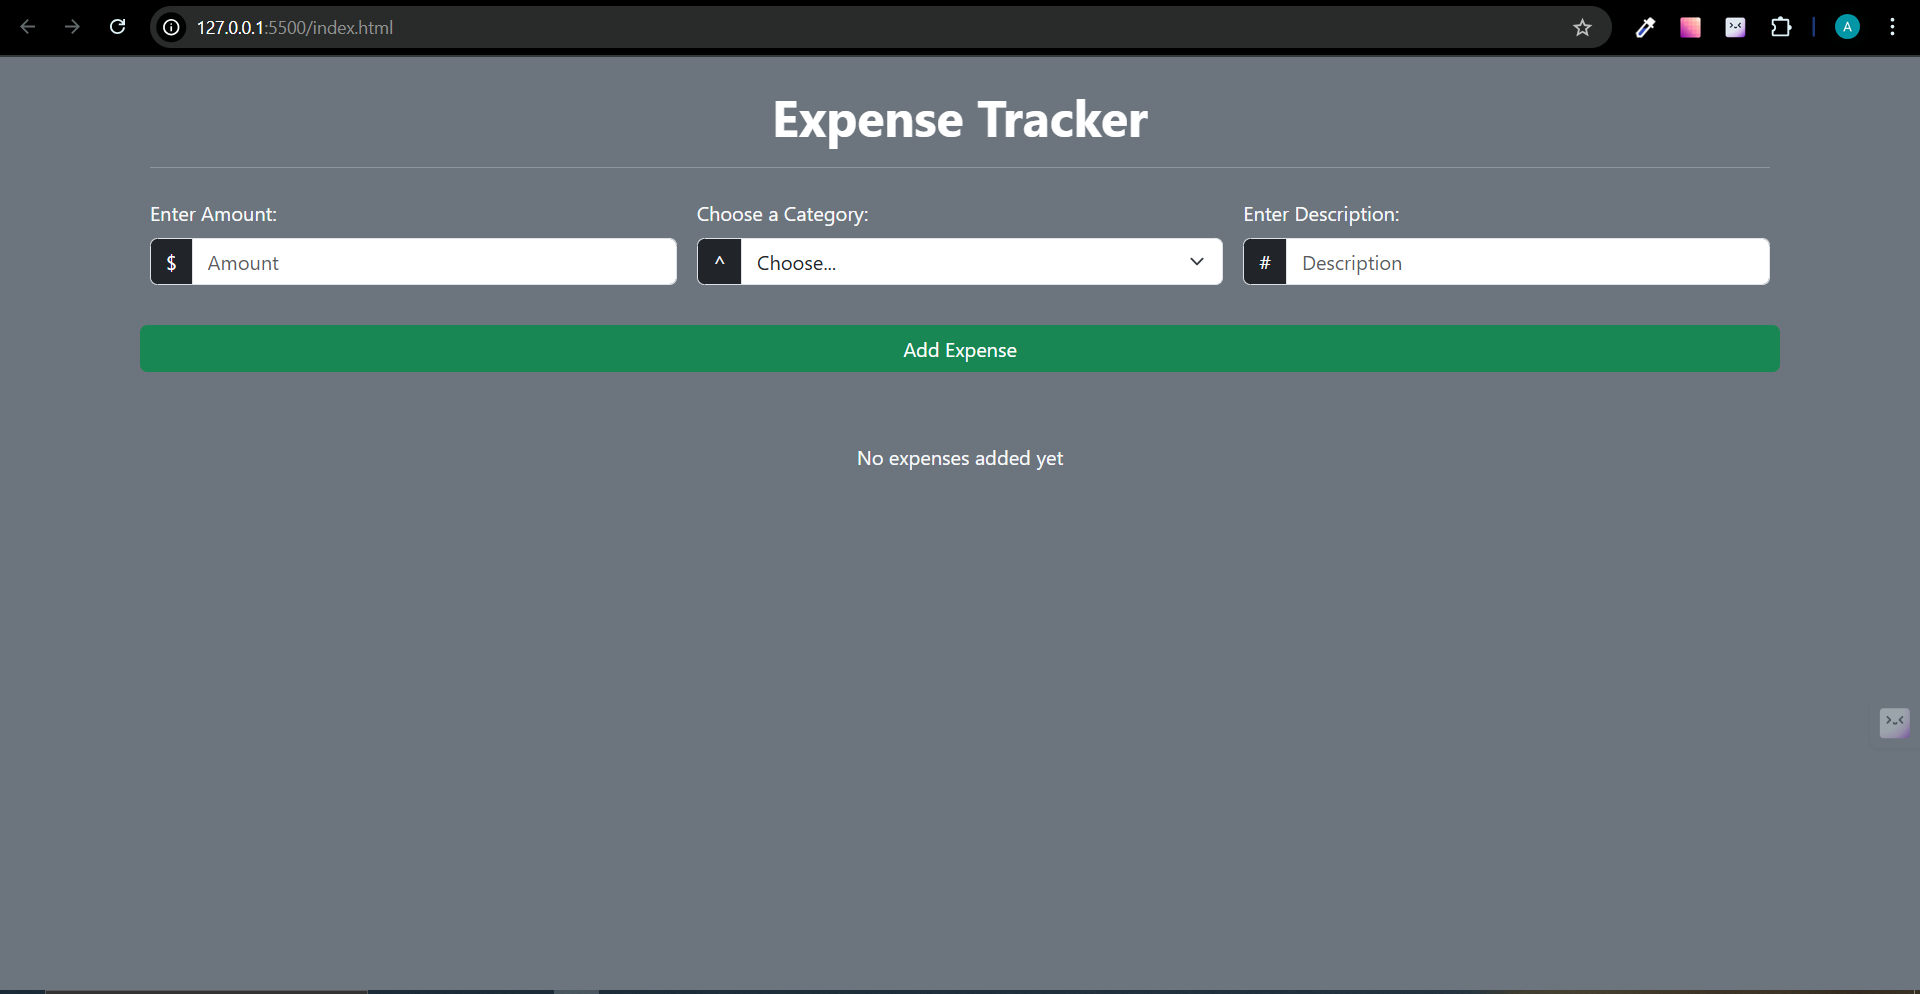 127.0.0.1:5500/index.html
A
Expense Tracker
Enter Amount:
Choose a Category:
Enter Description:
$ Amount
^ Choose...
# Description
Add Expense
No expenses added yet